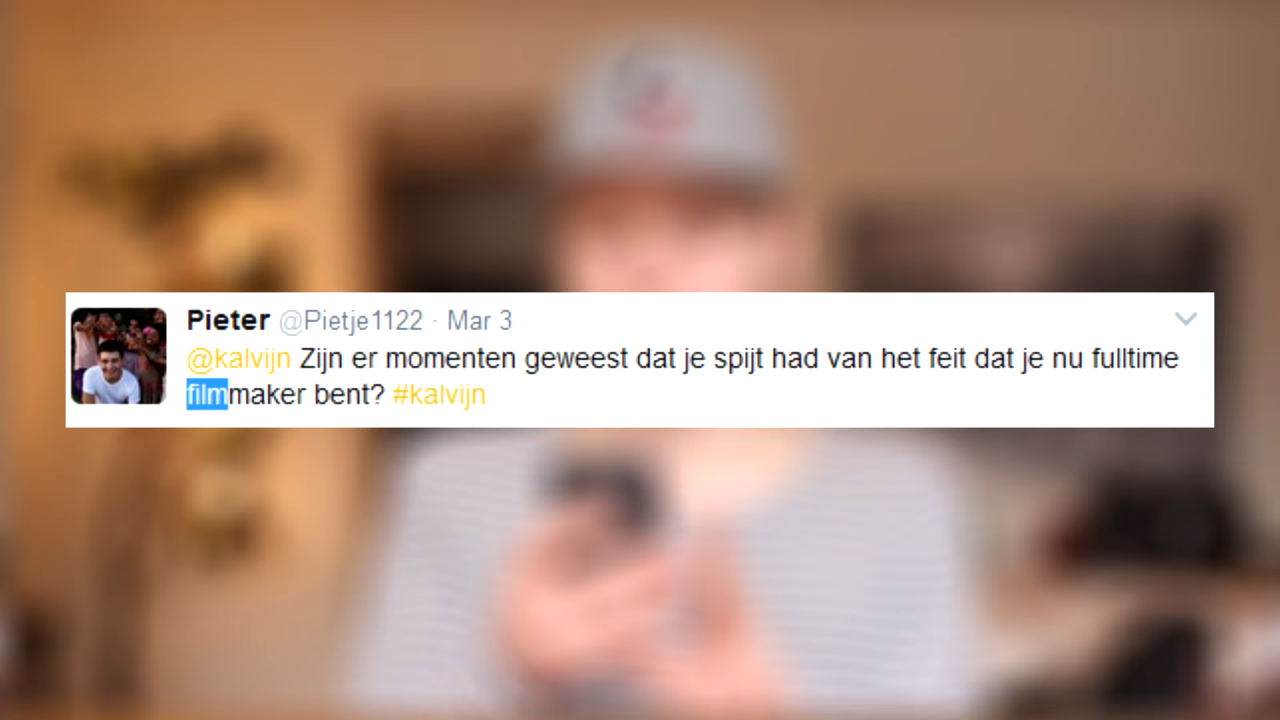 Pieter @Pietje1122 · Mar 3
@kalvijn Zijn er momenten geweest dat je spijt had van het feit dat je nu fulltime
filmmaker bent? #kalvijn